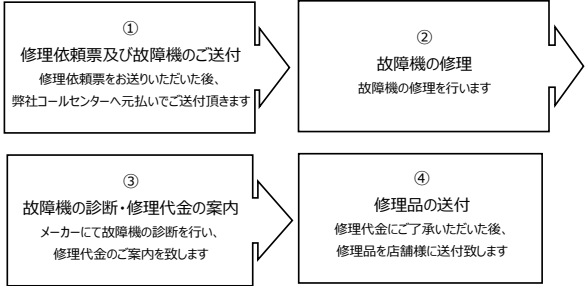 ①
修理依頼票及び故障機のご送付
修理依頼票をお送りいただいた後、
弊社コールセンターへ元払いでご送付頂きます
②
故障機の修理
故障機の修理を行います
③
故障機の診断・修理代金の案内
メーカーにて故障機の診断を行い、
修理代金のご案内を致します
④
修理品の送付
修理代金にご了承いただいた後、
修理品を店舗様に送付致します